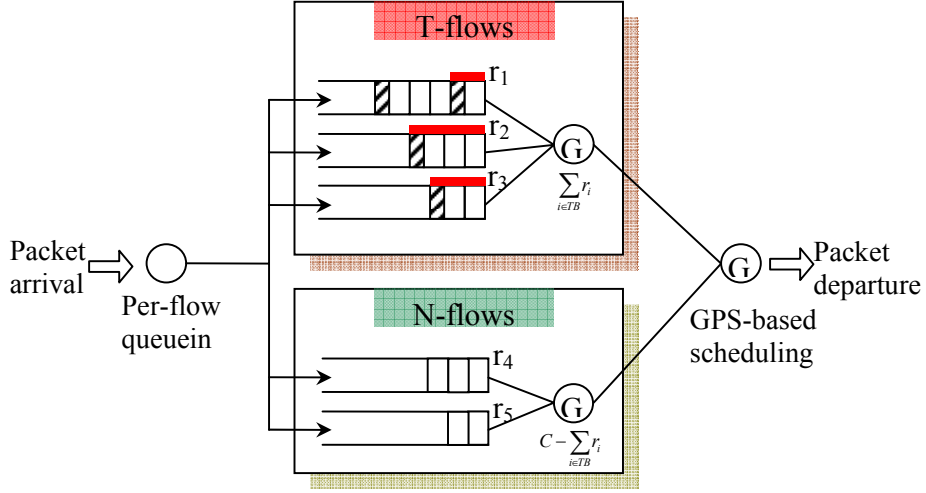 T-flows
r₁
r₂
r₃
G
∑ rᵢ
i∈TB
Packet
arrival
Per-flow
queuein
G
Packet
departure
GPS-based
scheduling
N-flows
r₄
r₅
G
C − ∑ rᵢ
i∈TB